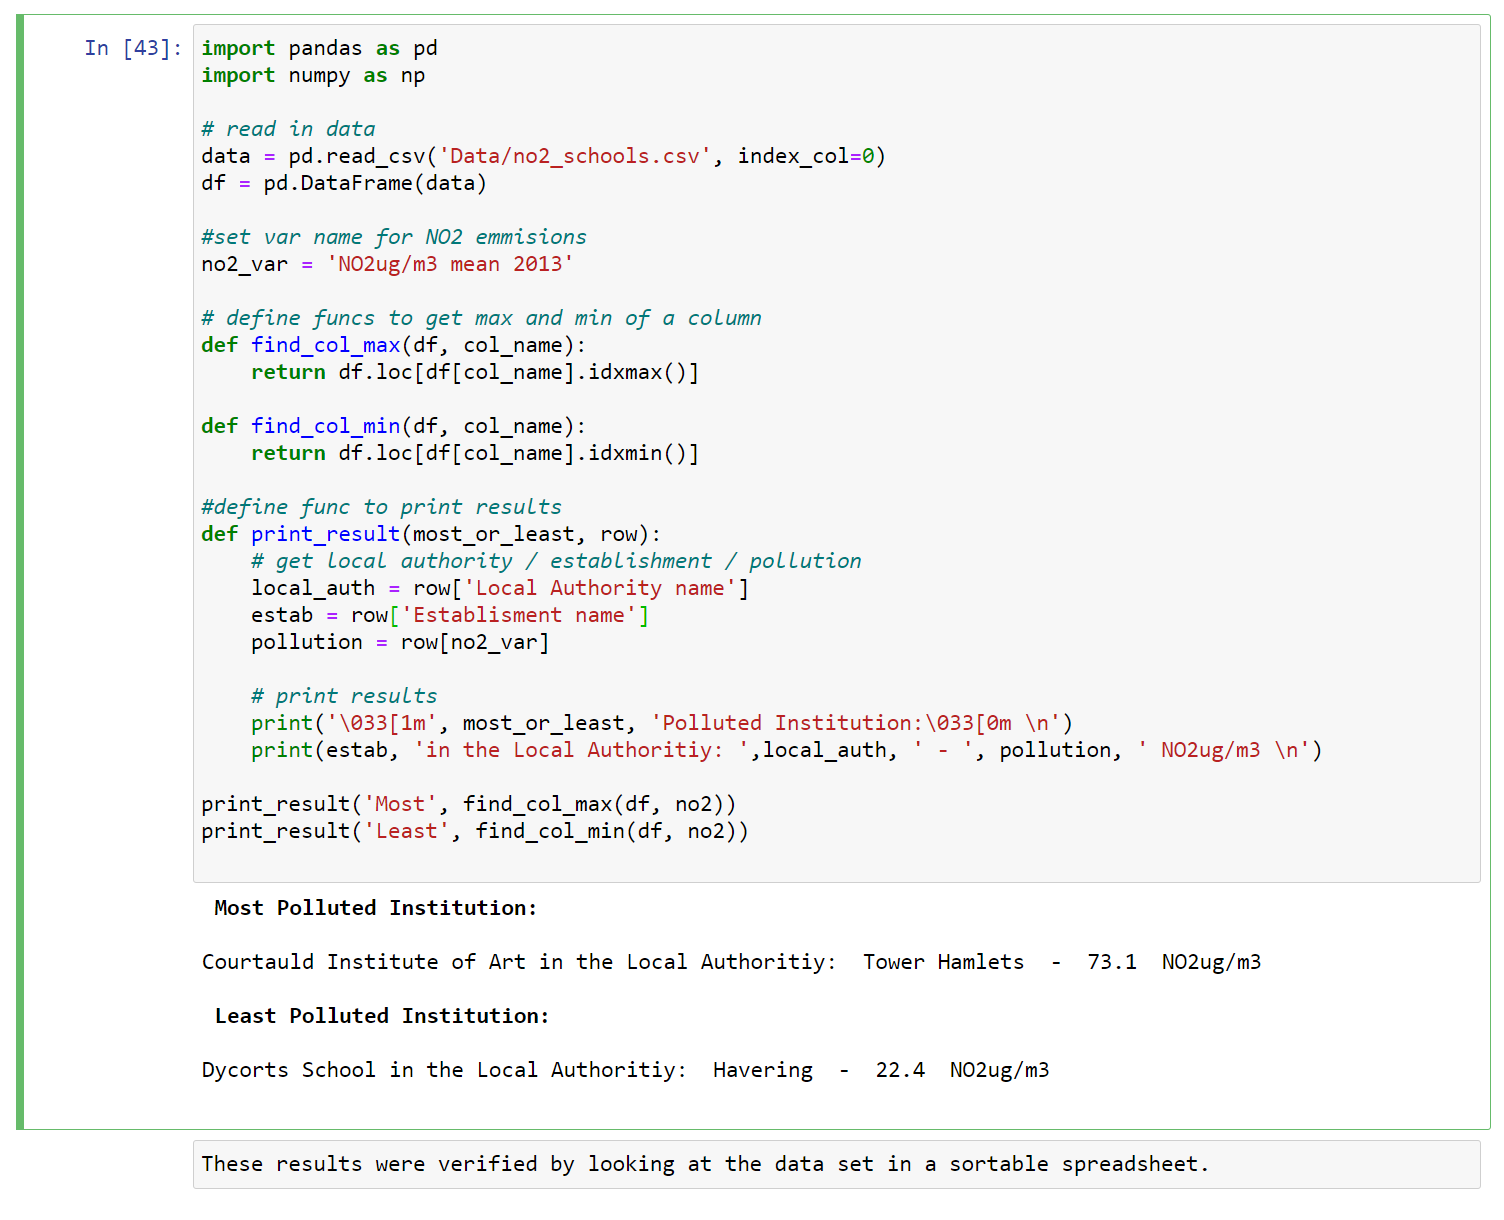 In [43]:
import pandas as pd
import numpy as np
# read in data
data = pd.read_csv('Data/no2_schools.csv', index_col=0)
df = pd.DataFrame(data)
#set var name for NO2 emmisions
no2_var = 'NO2ug/m3 mean 2013'
# define funcs to get max and min of a column
def find_col_max(df, col_name):
    return df.loc[df[col_name].idxmax()]
def find_col_min(df, col_name):
    return df.loc[df[col_name].idxmin()]
#define func to print results
def print_result(most_or_least, row):
    # get local authority / establishment / pollution
    local_auth = row['Local Authority name']
    estab = row['Establisment name']
    pollution = row[no2_var]
    # print results
    print('\033[1m', most_or_least, 'Polluted Institution:\033[0m \n')
    print(estab, 'in the Local Authoritiy: ',local_auth, ' - ', pollution, ' NO2ug/m3 \n')
print_result('Most', find_col_max(df, no2))
print_result('Least', find_col_min(df, no2))
Most Polluted Institution:
Courtauld Institute of Art in the Local Authoritiy:  Tower Hamlets  -  73.1  NO2ug/m3
Least Polluted Institution:
Dycorts School in the Local Authoritiy:  Havering  -  22.4  NO2ug/m3
These results were verified by looking at the data set in a sortable spreadsheet.